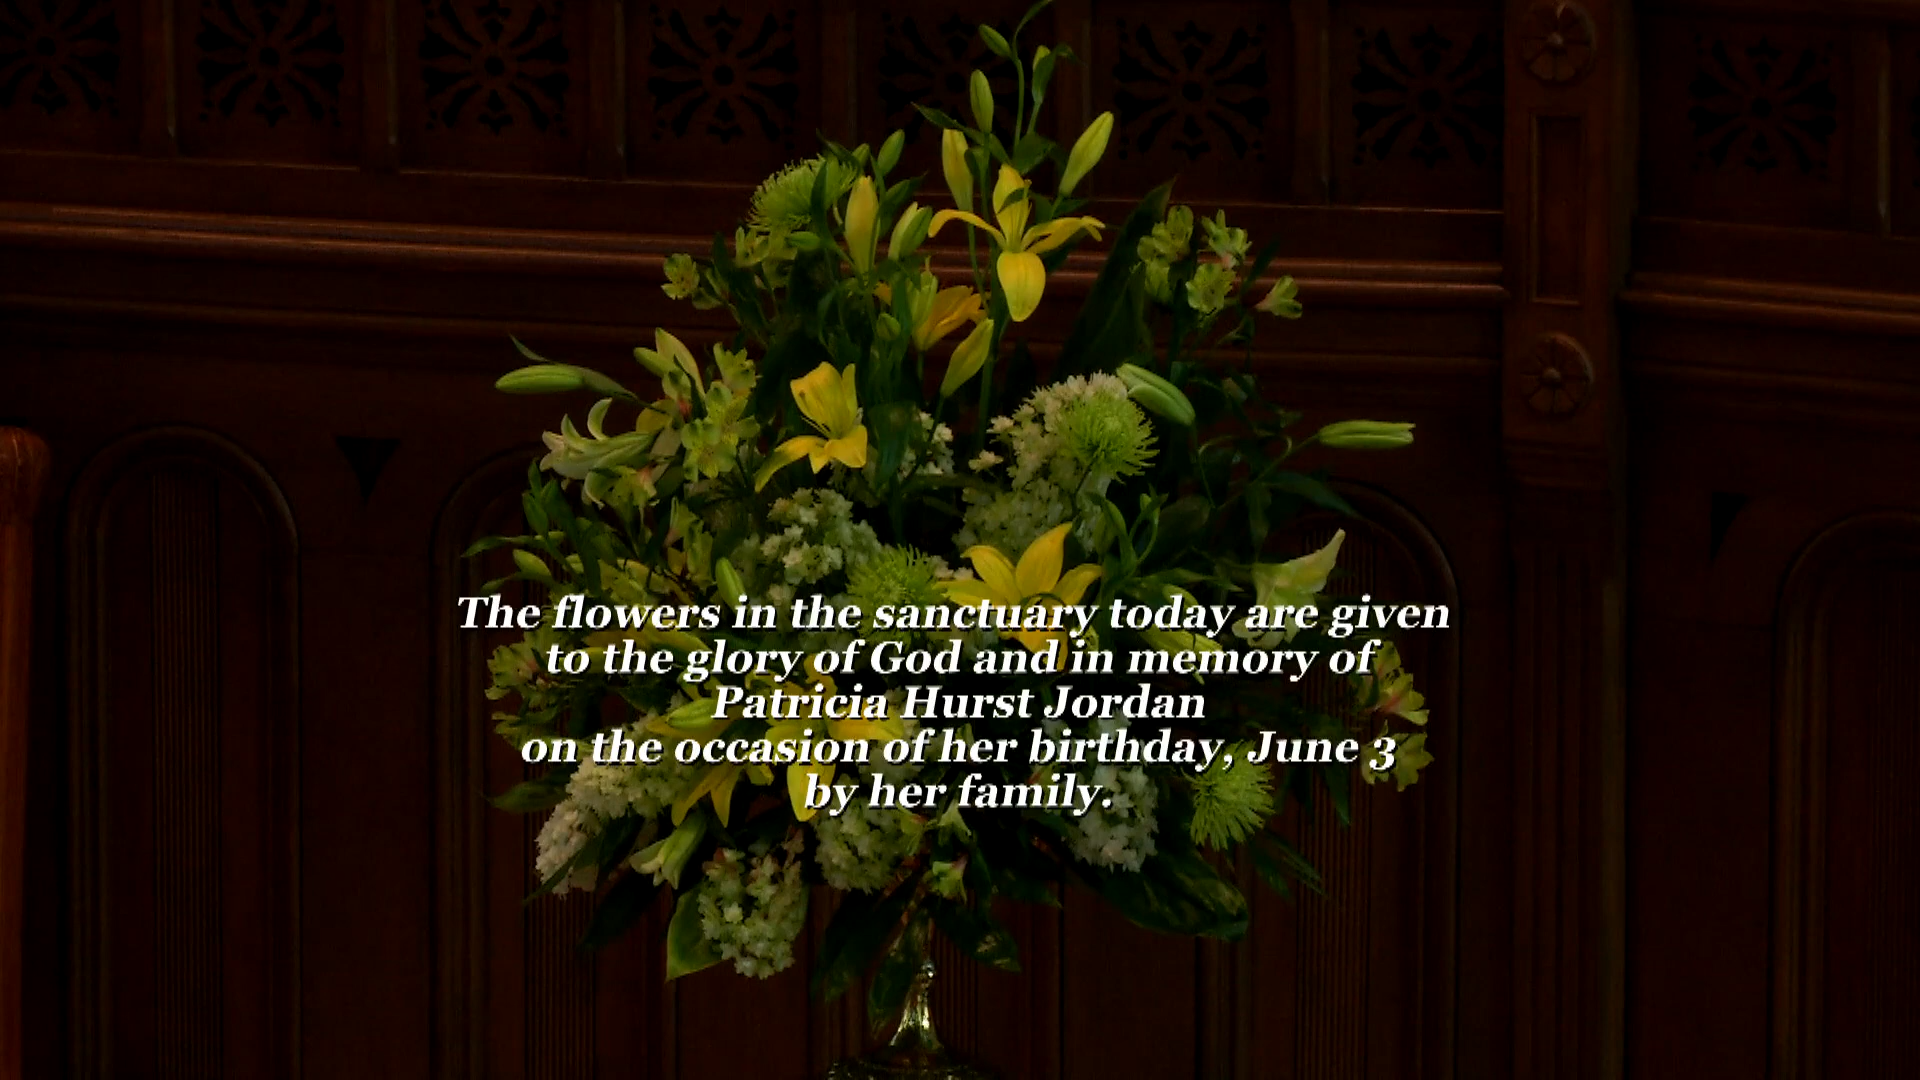 The flowers in the sanctuary today are given
to the glory of God and in memory of
Patricia Hurst Jordan
on the occasion of her birthday, June 3
by her family.